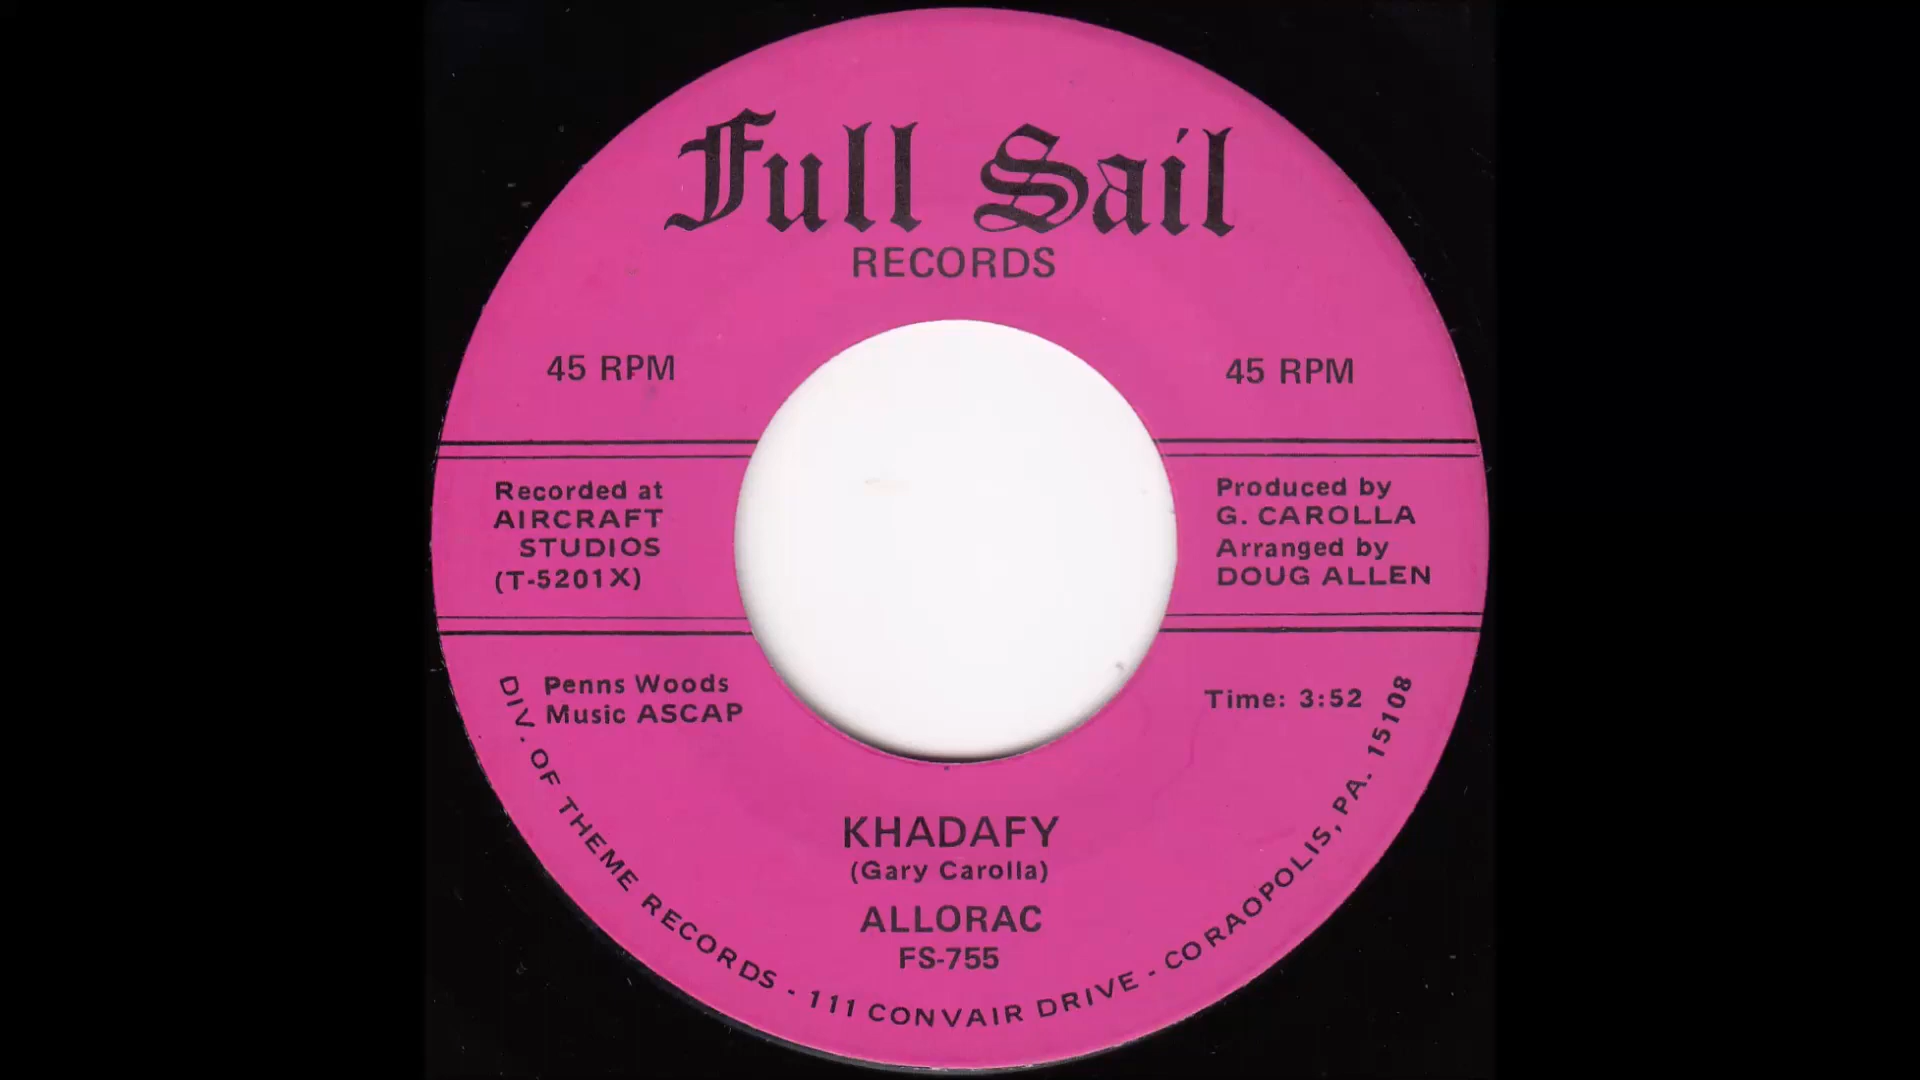 Full Sail
RECORDS
45 RPM
45 RPM
Recorded at
AIRCRAFT
STUDIOS
(T-5201X)
Produced by
G. CAROLLA
Arranged by
DOUG ALLEN
Penns Woods
Music ASCAP
Time: 3:52
KHADAFY
(Gary Carolla)
ALLORAC
FS-755
DIV. OF THEME RECORDS - 111 CONVAIR DRIVE - CORAOPOLIS, PA. 15108